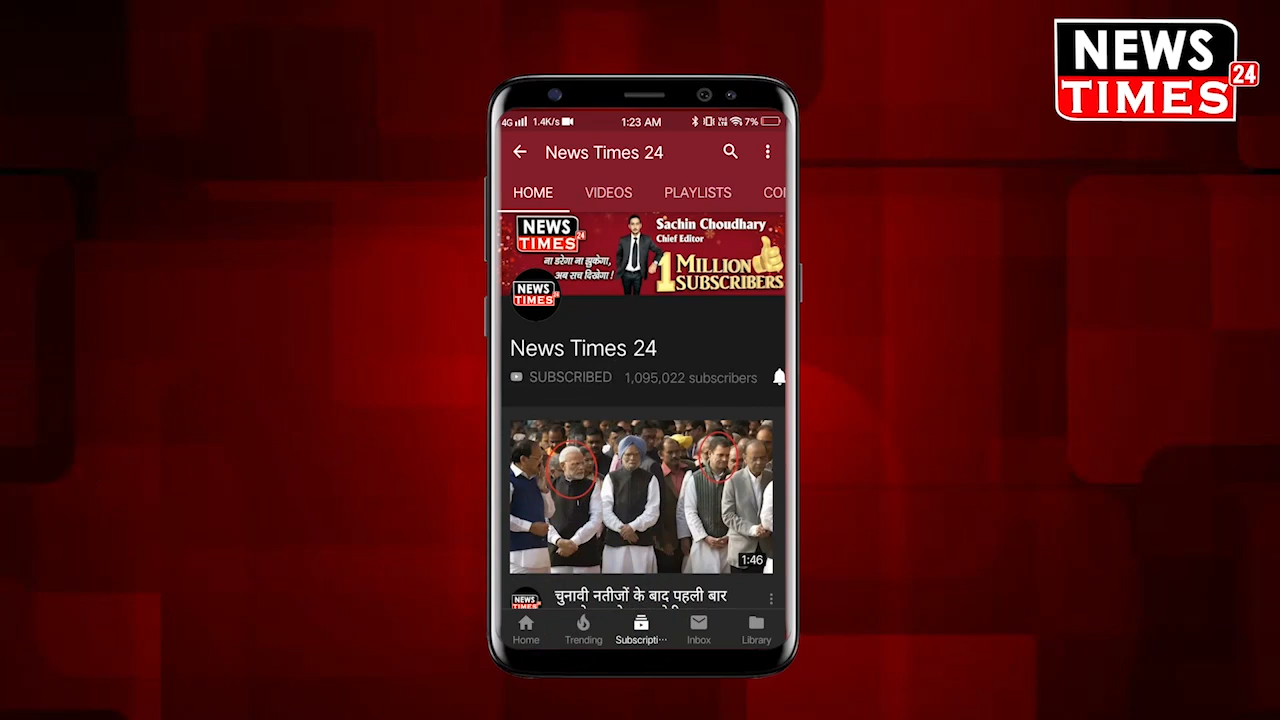 NEWS
TIMES 24
4G 1.4K/s 1:23 AM 7%
News Times 24
HOME VIDEOS PLAYLISTS
NEWS
TIMES 24
ना डरेगा ना झुकेगा,
अब सच दिखेगा !
Sachin Choudhary
Chief Editor
1 MILLION
SUBSCRIBERS
NEWS
TIMES
News Times 24
SUBSCRIBED 1,095,022 subscribers
1:46
NEWS
TIMES
चुनावी नतीजों के बाद पहली बार
Home Trending Subscripti··· Inbox Library